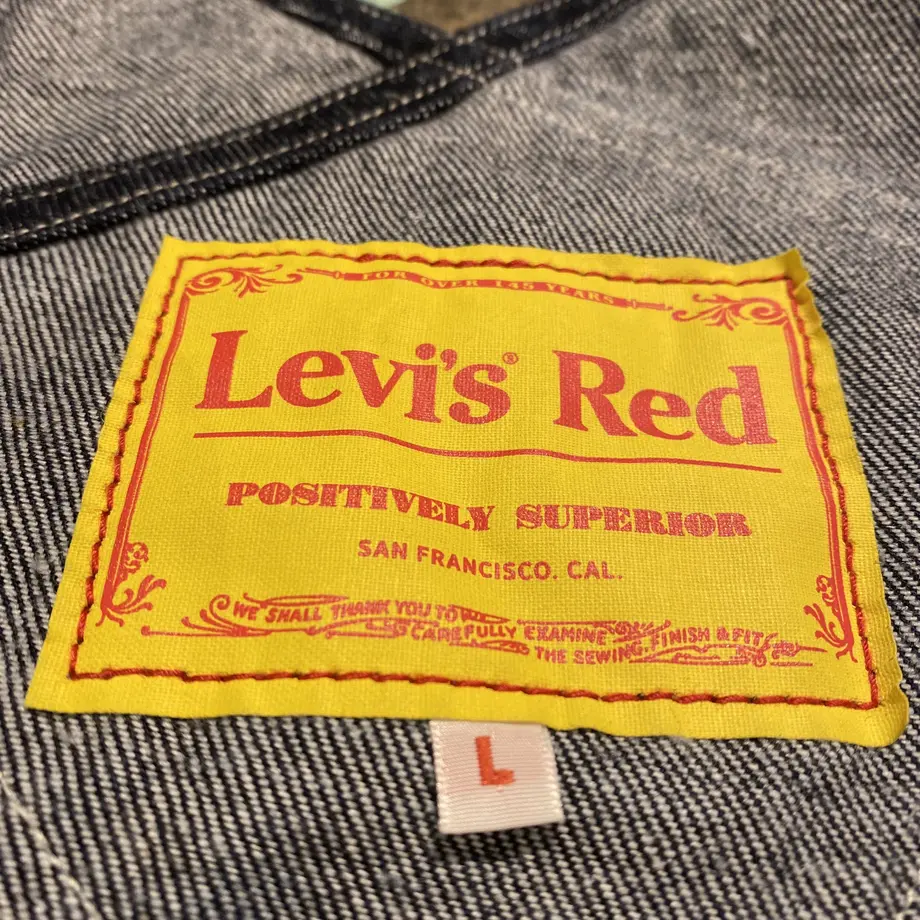 FOR OVER 145 YEARS
Levi's® Red
POSITIVELY SUPERIOR
SAN FRANCISCO. CAL.
WE SHALL THANK YOU TO
CAREFULLY EXAMINE
THE SEWING, FINISH & FIT
L